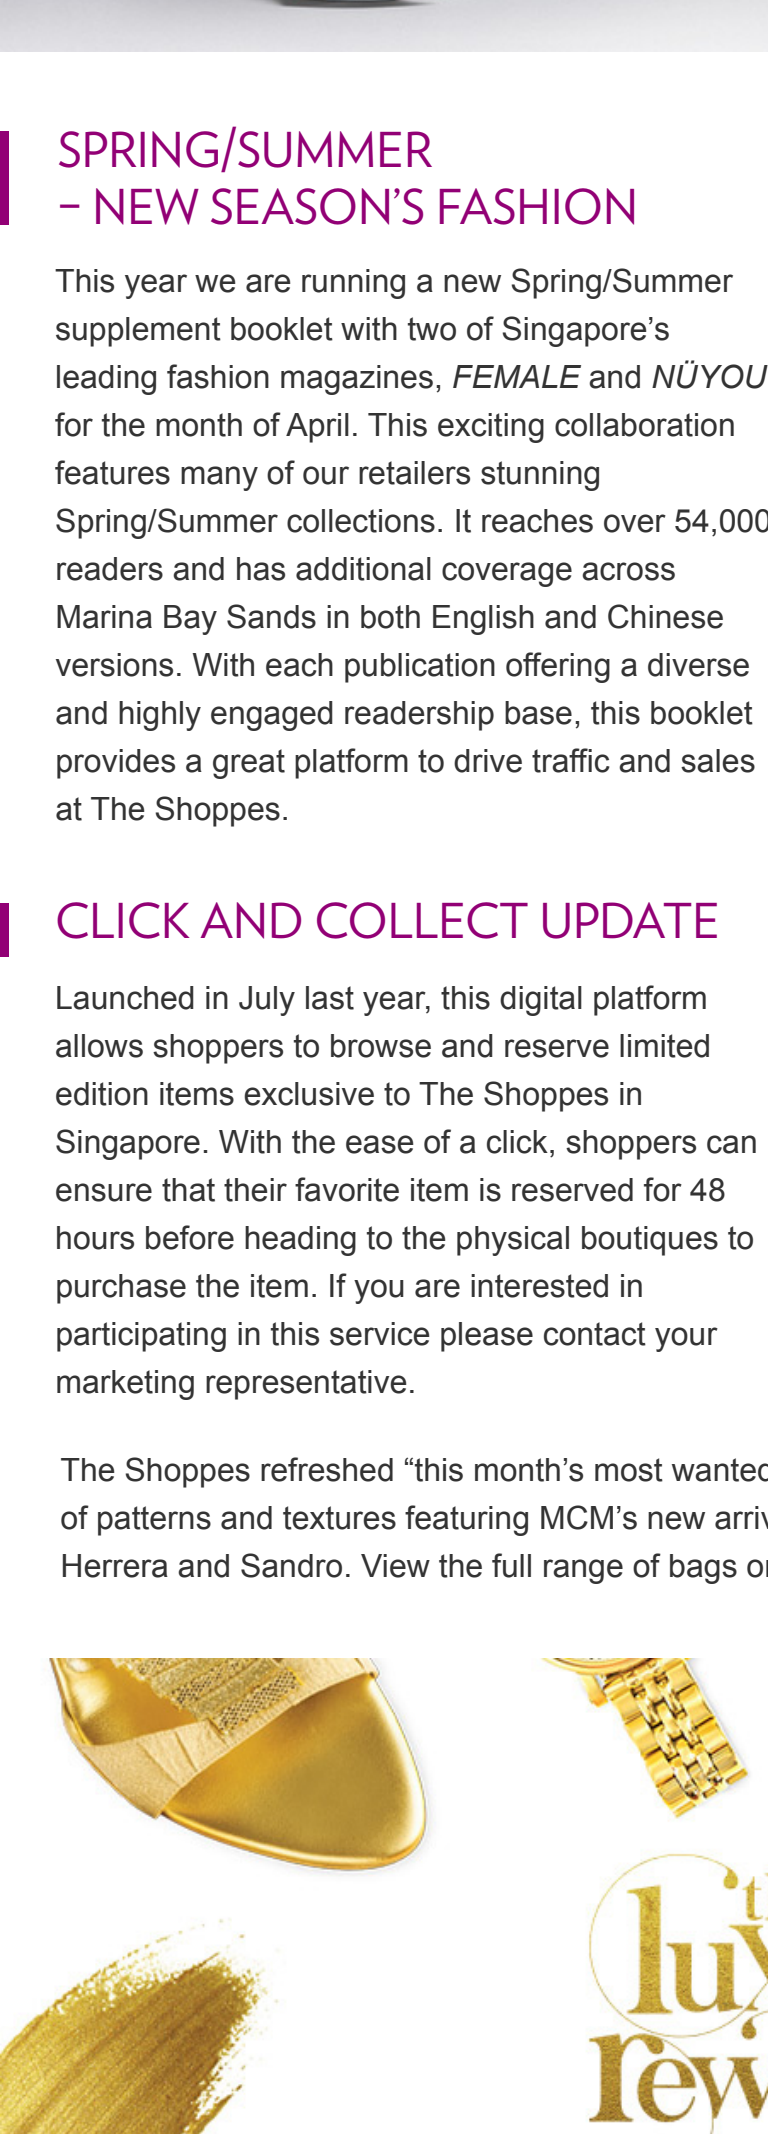 SPRING/SUMMER
– NEW SEASON’S FASHION
This year we are running a new Spring/Summer
supplement booklet with two of Singapore’s
leading fashion magazines, FEMALE and NÜYOU
for the month of April. This exciting collaboration
features many of our retailers stunning
Spring/Summer collections. It reaches over 54,000
readers and has additional coverage across
Marina Bay Sands in both English and Chinese
versions. With each publication offering a diverse
and highly engaged readership base, this booklet
provides a great platform to drive traffic and sales
at The Shoppes.
CLICK AND COLLECT UPDATE
Launched in July last year, this digital platform
allows shoppers to browse and reserve limited
edition items exclusive to The Shoppes in
Singapore. With the ease of a click, shoppers can
ensure that their favorite item is reserved for 48
hours before heading to the physical boutiques to
purchase the item. If you are interested in
participating in this service please contact your
marketing representative.
The Shoppes refreshed “this month’s most wanted
of patterns and textures featuring MCM’s new
Herrera and Sandro. View the full range of bags